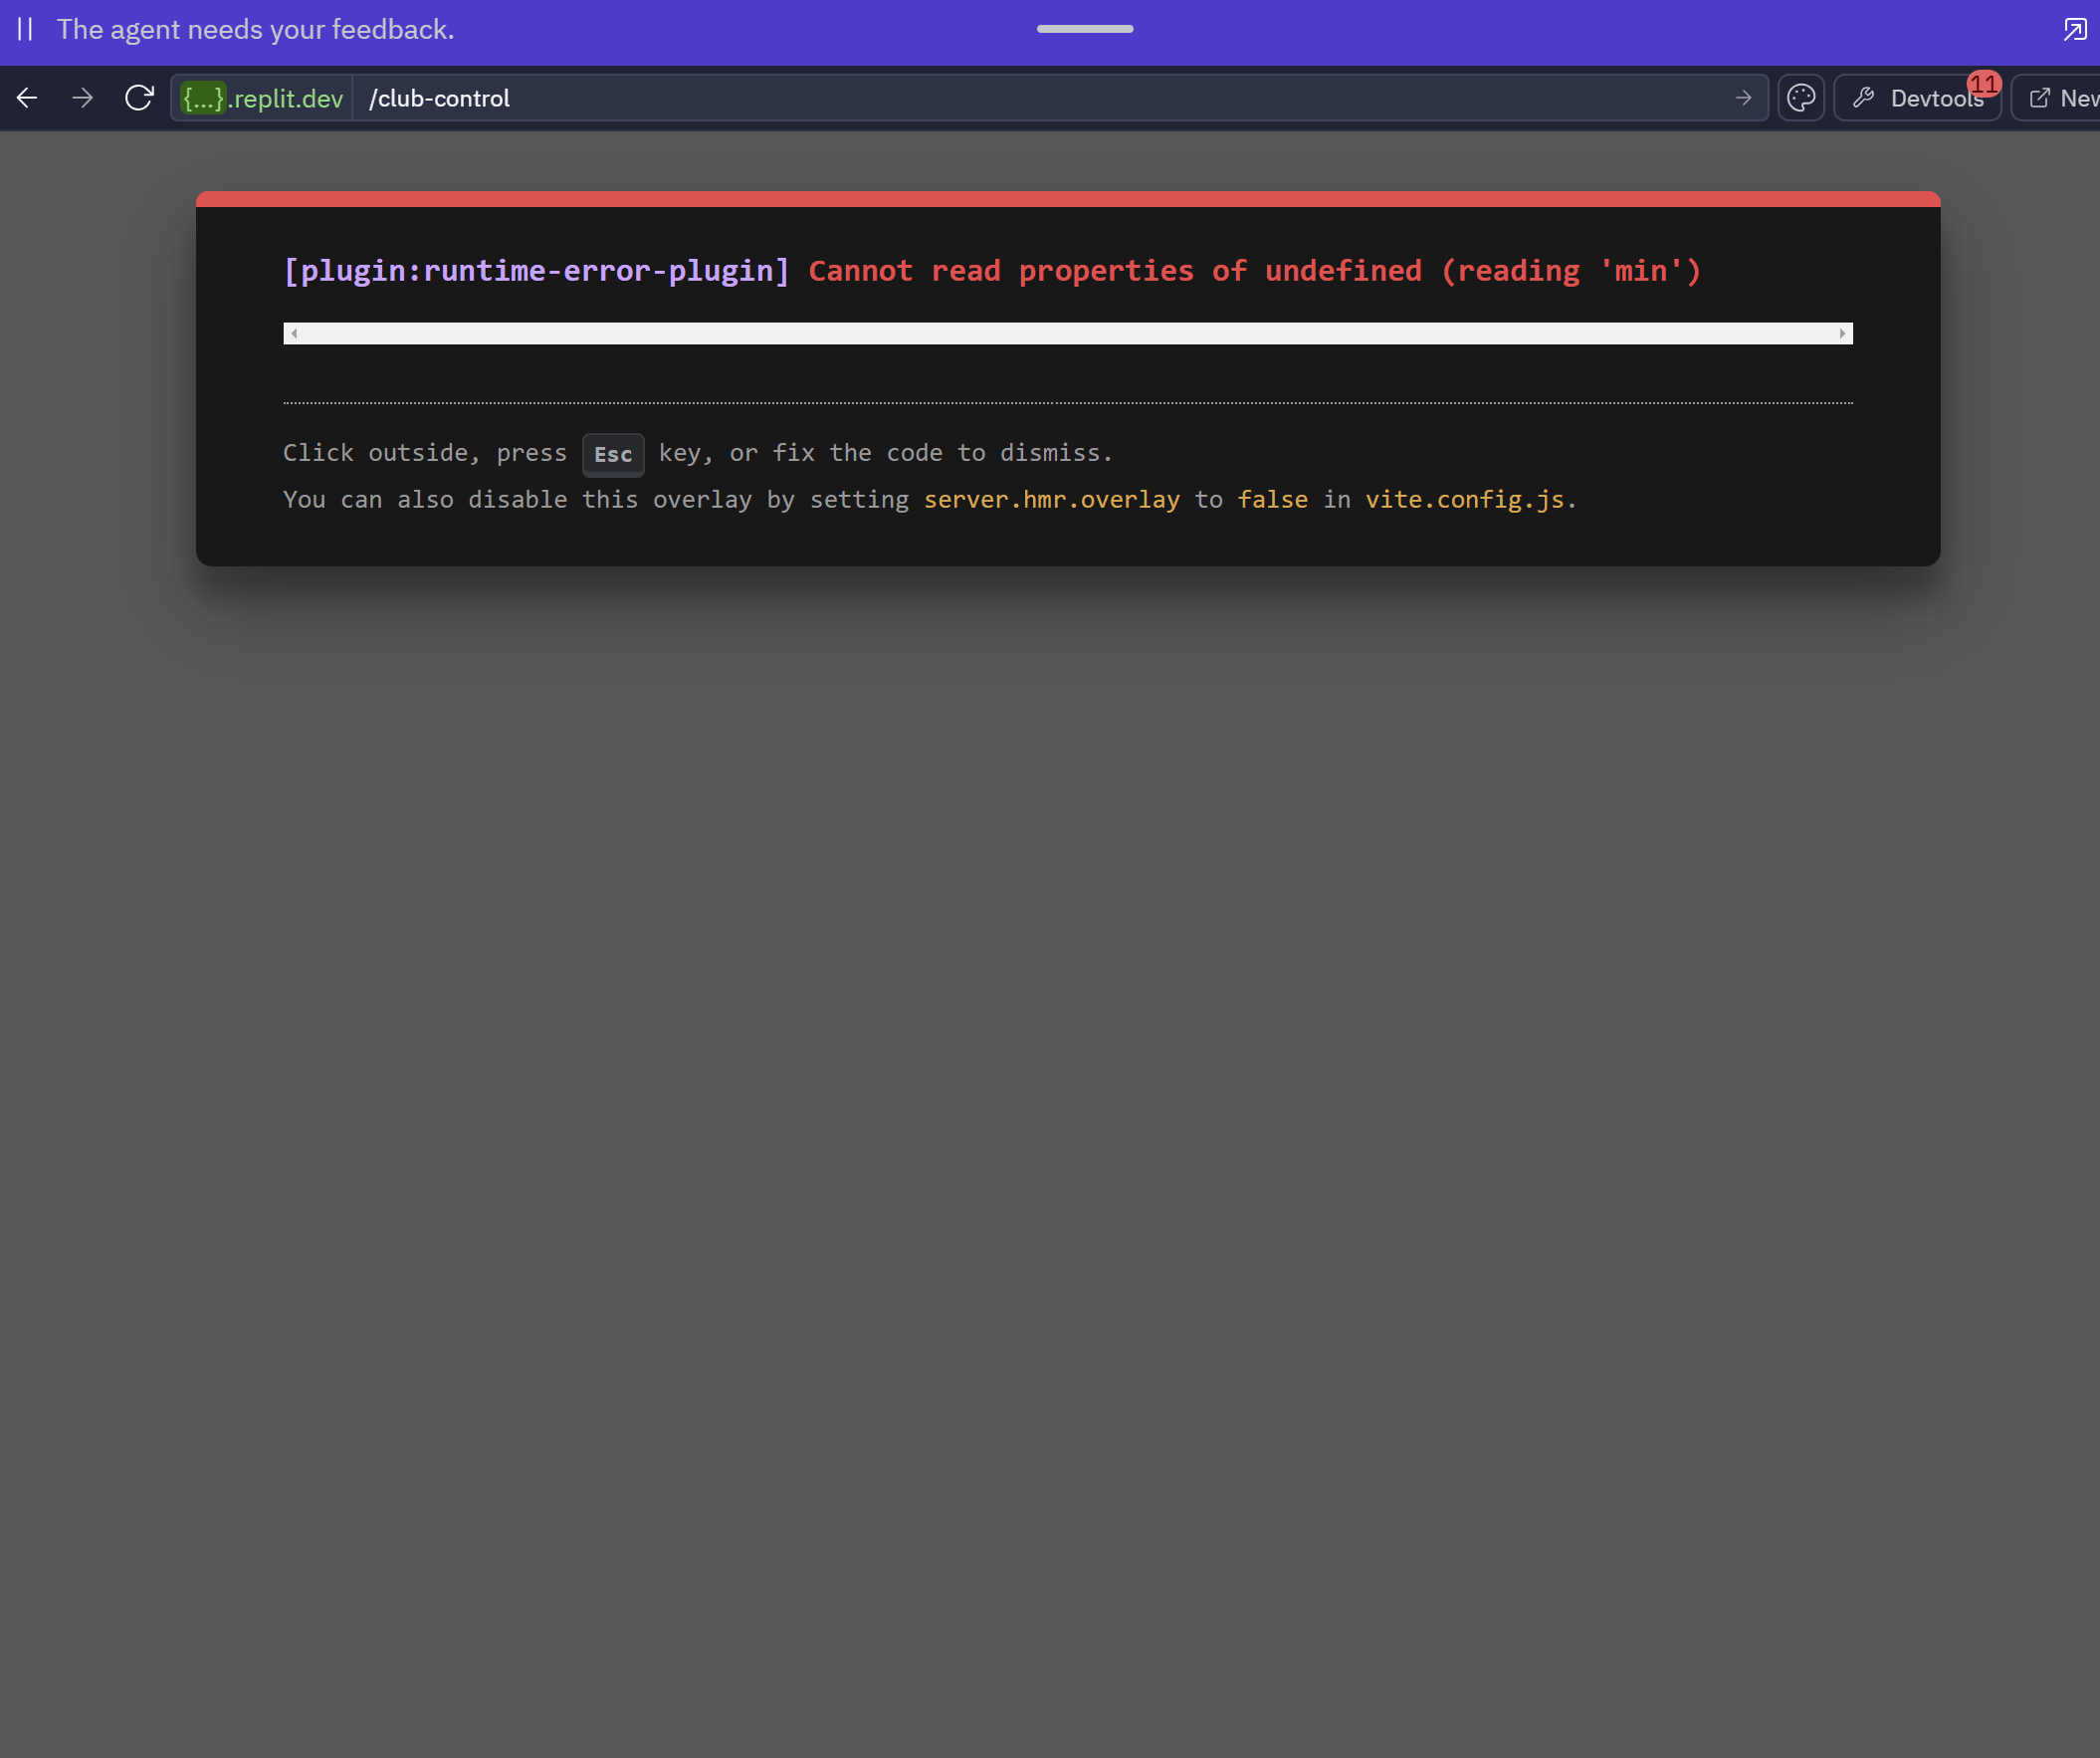 The agent needs your feedback.
{...}.replit.dev /club-control Devtools 11 New
[plugin:runtime-error-plugin] Cannot read properties of undefined (reading 'min')
Click outside, press Esc key, or fix the code to dismiss.
You can also disable this overlay by setting server.hmr.overlay to false in vite.config.js.